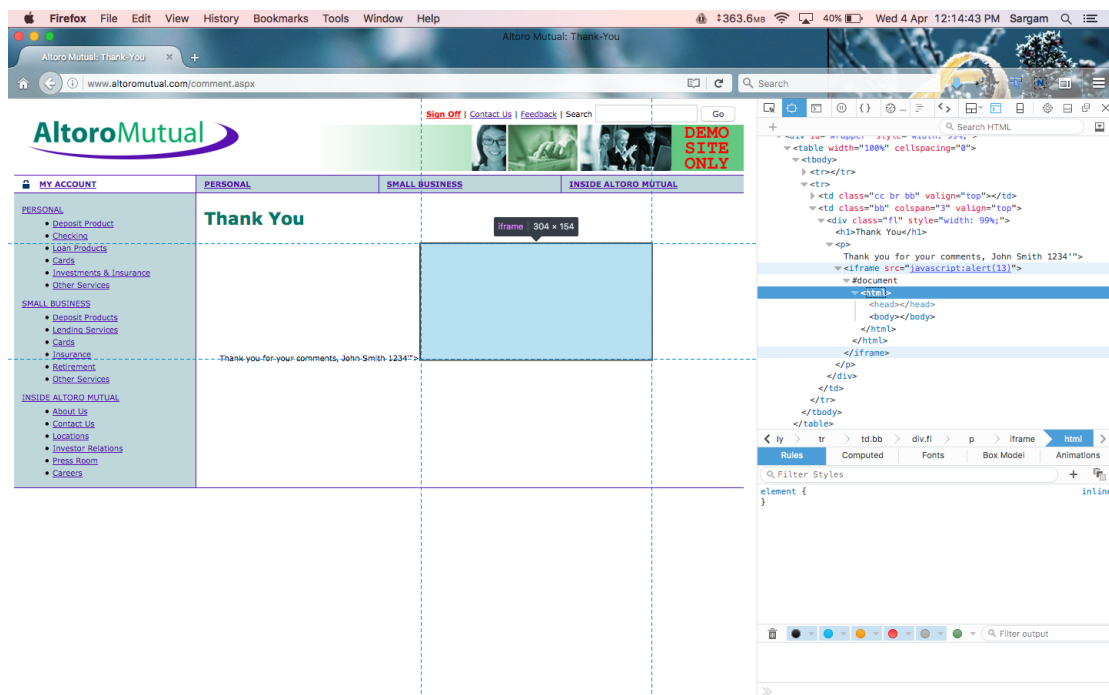 Firefox File Edit View History Bookmarks Tools Window Help
363.6MB 40% Wed 4 Apr 12:14:43 PM Sargam
Altoro Mutual: Thank-You
Altoro Mutual: Thank-You × +
www.altoromutual.com/comment.aspx
Search
Sign Off | Contact Us | Feedback | Search Go
AltoroMutual
DEMO
SITE
ONLY
MY ACCOUNT PERSONAL SMALL BUSINESS INSIDE ALTORO MUTUAL
PERSONAL
Deposit Product
Checking
Loan Products
Cards
Investments & Insurance
Other Services
SMALL BUSINESS
Deposit Products
Lending Services
Cards
Insurance
Retirement
Other Services
INSIDE ALTORO MUTUAL
About Us
Contact Us
Locations
Investor Relations
Press Room
Careers
Thank You
iframe 304 × 154
Thank you for your comments, John Smith 1234'">
+ Search HTML
<div id="wrapper" style="width: 99%;">
<table width="100%" cellspacing="0">
<tbody>
<tr></tr>
<tr>
<td class="cc br bb" valign="top"></td>
<td class="bb" colspan="3" valign="top">
<div class="fl" style="width: 99%;">
<h1>Thank You</h1>
<p>
Thank you for your comments, John Smith 1234'">
<iframe src="javascript:alert(13)">
#document
<html>
<head></head>
<body></body>
</html>
</html>
</iframe>
</p>
</div>
</td>
</tr>
</tbody>
</table>
ly tr td.bb div.fl p iframe html
Rules Computed Fonts Box Model Animations
Filter Styles +
element { inline
}
Filter output
>>